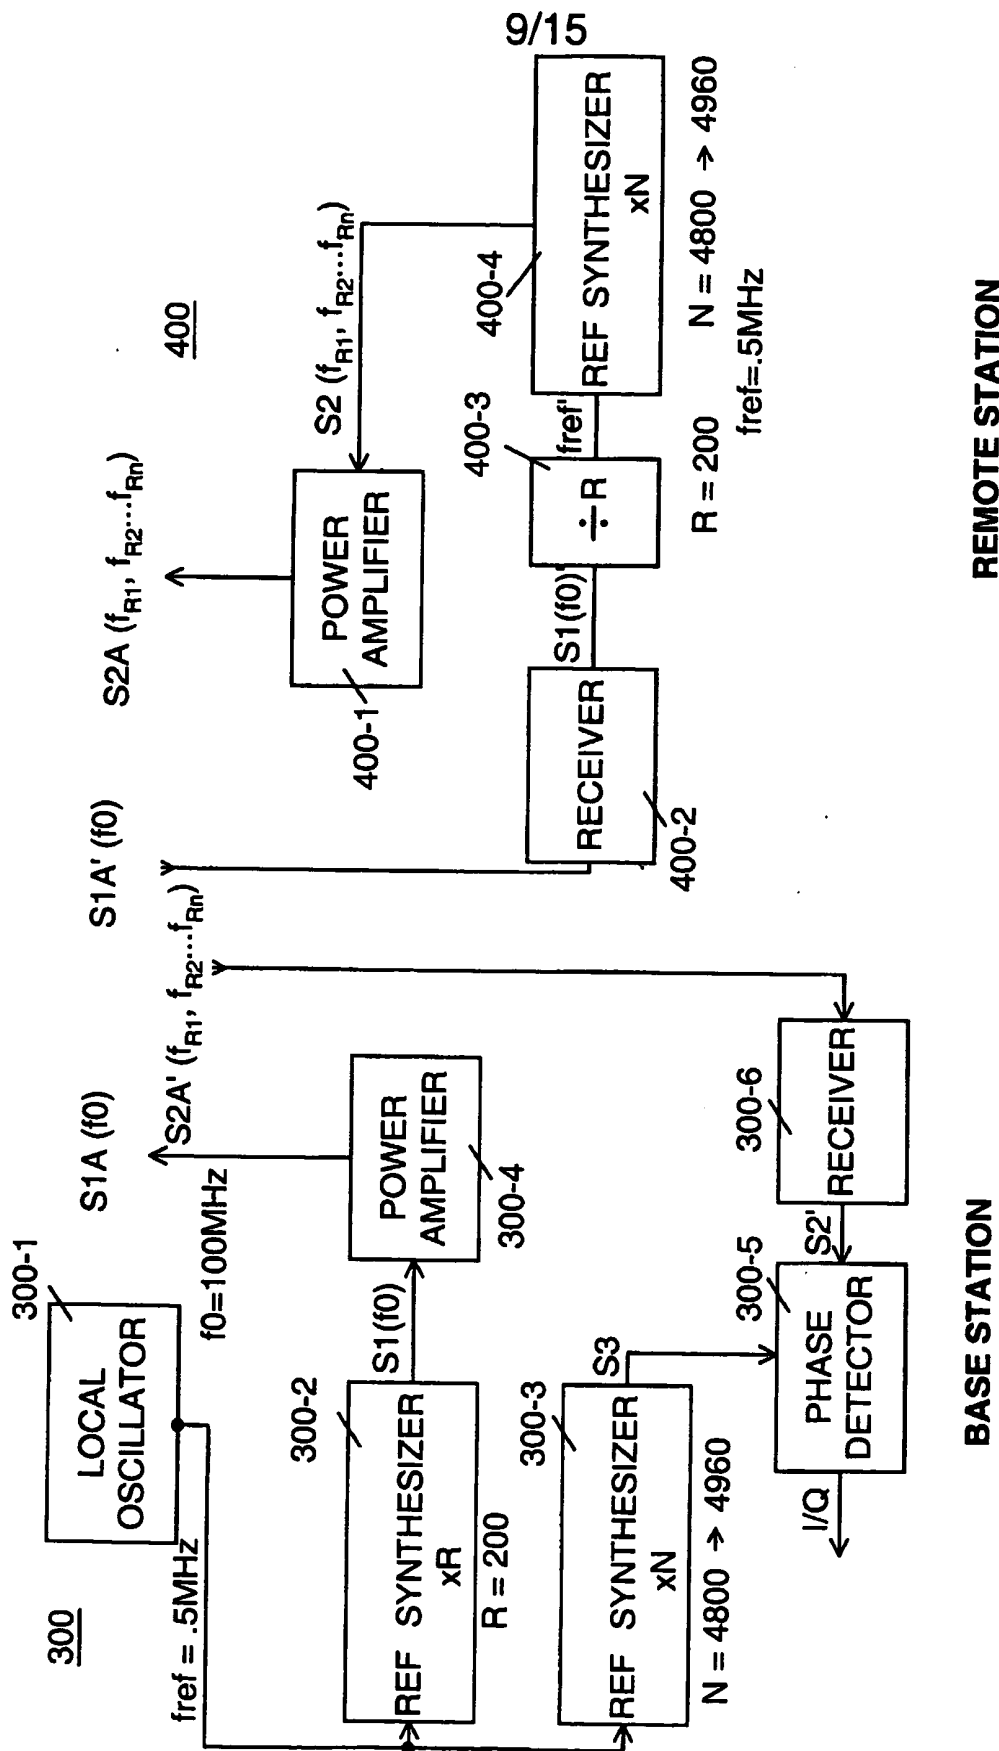 9/15
300
LOCAL
OSCILLATOR
300-1
fref = .5MHz
REF SYNTHESIZER
xR
300-2
R = 200
S1(f0)
POWER
AMPLIFIER
300-4
f0=100MHz
S1A (f0)
S2A' (fR1, fR2...fRn)
REF SYNTHESIZER
xN
300-3
N = 4800 → 4960
S3
PHASE
DETECTOR
300-5
I/Q
S2'
RECEIVER
300-6
BASE STATION
400
S1A' (f0)
S2A (fR1, fR2...fRn)
POWER
AMPLIFIER
400-1
S2 (fR1, fR2...fRn)
RECEIVER
400-2
S1(f0)'
÷R
400-3
R = 200
fref'
REF SYNTHESIZER
xN
400-4
N = 4800 → 4960
fref=.5MHz
REMOTE STATION